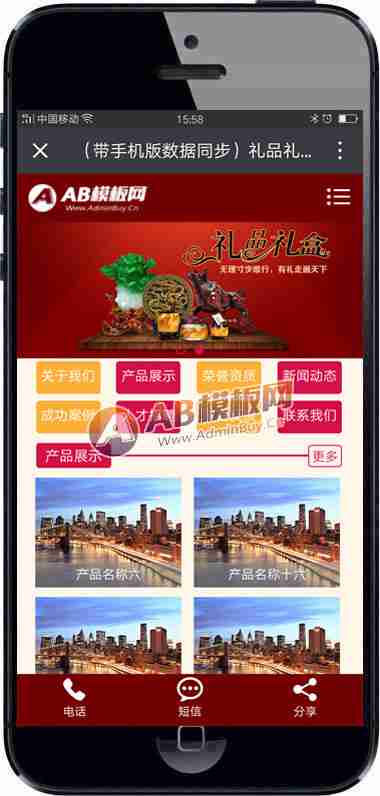 中国移动
15:58
（带手机版数据同步）礼品礼...
AB模板网
Www.AdminBuy.Cn
礼品礼盒
无理寸步难行，有礼走遍天下
关于我们
产品展示
荣誉资质
新闻动态
成功案例
人才
联系我们
AB模板网
Www.AdminBuy.Cn
产品展示
更多
产品名称六
产品名称十六
电话
短信
分享